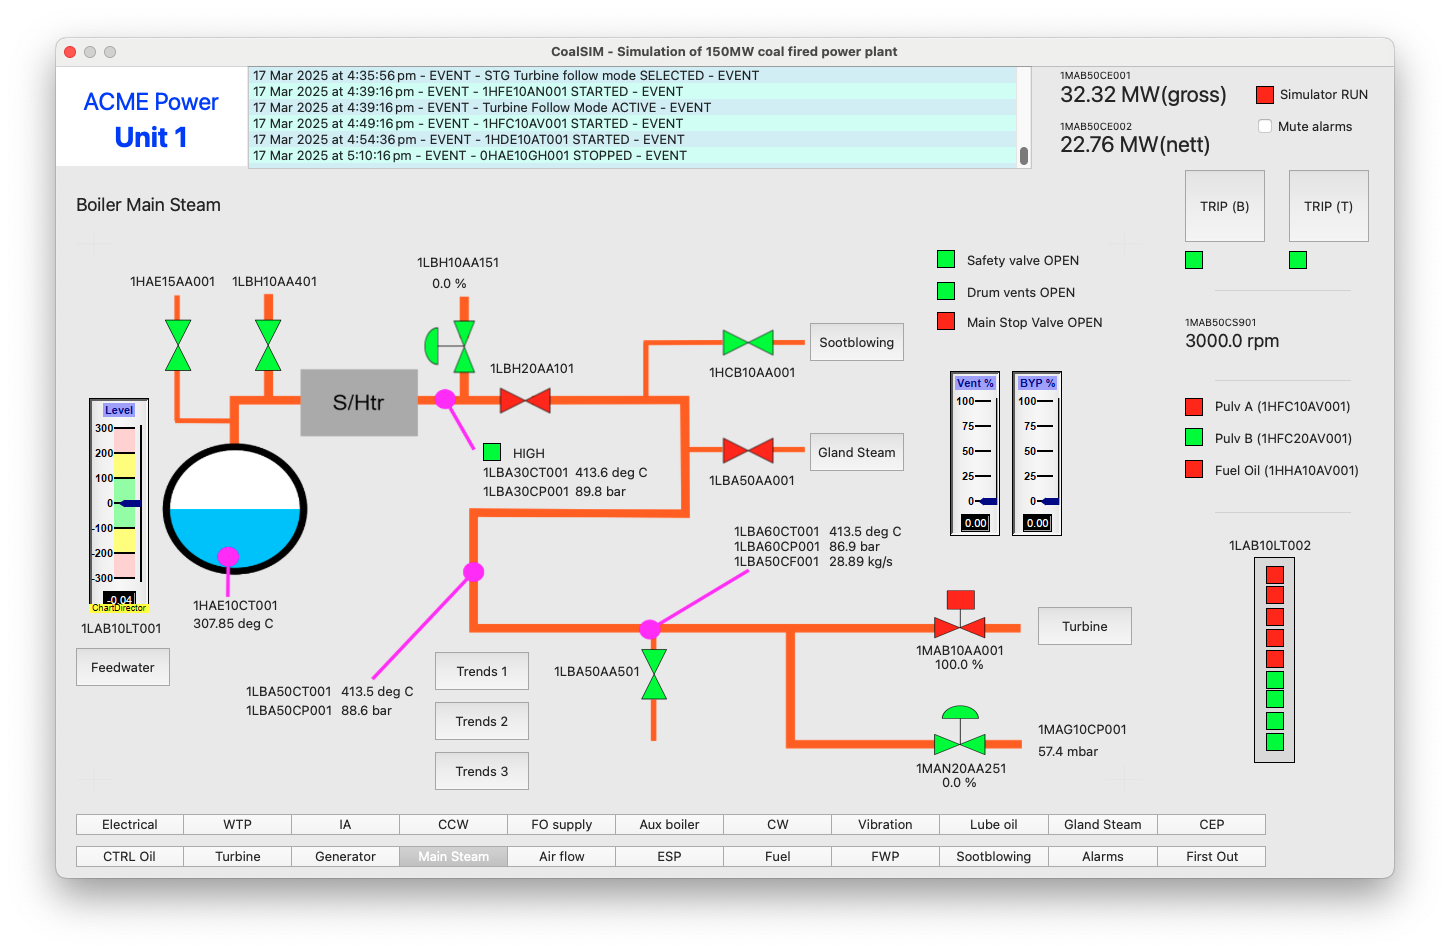 CoalSIM - Simulation of 150MW coal fired power plant
ACME Power
Unit 1
17 Mar 2025 at 4:35:56 pm - EVENT - STG Turbine follow mode SELECTED - EVENT
17 Mar 2025 at 4:39:16 pm - EVENT - 1HFE10AN001 STARTED - EVENT
17 Mar 2025 at 4:39:16 pm - EVENT - Turbine Follow Mode ACTIVE - EVENT
17 Mar 2025 at 4:49:16 pm - EVENT - 1HFC10AV001 STARTED - EVENT
17 Mar 2025 at 4:54:36 pm - EVENT - 1HDE10AT001 STARTED - EVENT
17 Mar 2025 at 5:10:16 pm - EVENT - 0HAE10GH001 STOPPED - EVENT
1MAB50CE001
32.32 MW(gross)
1MAB50CE002
22.76 MW(nett)
Simulator RUN
Mute alarms
TRIP (B)
TRIP (T)
Boiler Main Steam
1HAE15AA001
1LBH10AA401
1LBH10AA151
0.0 %
S/Htr
1LBH20AA101
Sootblowing
1HCB10AA001
Gland Steam
1LBA50AA001
HIGH
1LBA30CT001 413.6 deg C
1LBA30CP001 89.8 bar
Safety valve OPEN
Drum vents OPEN
Main Stop Valve OPEN
1MAB50CS901
3000.0 rpm
Vent %
100
75
50
25
0
0.00
BYP %
100
75
50
25
0
0.00
Pulv A (1HFC10AV001)
Pulv B (1HFC20AV001)
Fuel Oil (1HHA10AV001)
Level
300
200
100
0
-100
-200
-300
-0.04
ChartDirector
1LAB10LT001
Feedwater
1HAE10CT001
307.85 deg C
1LBA60CT001 413.5 deg C
1LBA60CP001 86.9 bar
1LBA50CF001 28.89 kg/s
1LAB10LT002
1LBA50CT001 413.5 deg C
1LBA50CP001 88.6 bar
Trends 1
Trends 2
Trends 3
1LBA50AA501
1MAB10AA001
100.0 %
Turbine
1MAN20AA251
0.0 %
1MAG10CP001
57.4 mbar
Electrical
WTP
IA
CCW
FO supply
Aux boiler
CW
Vibration
Lube oil
Gland Steam
CEP
CTRL Oil
Turbine
Generator
Main Steam
Air flow
ESP
Fuel
FWP
Sootblowing
Alarms
First Out